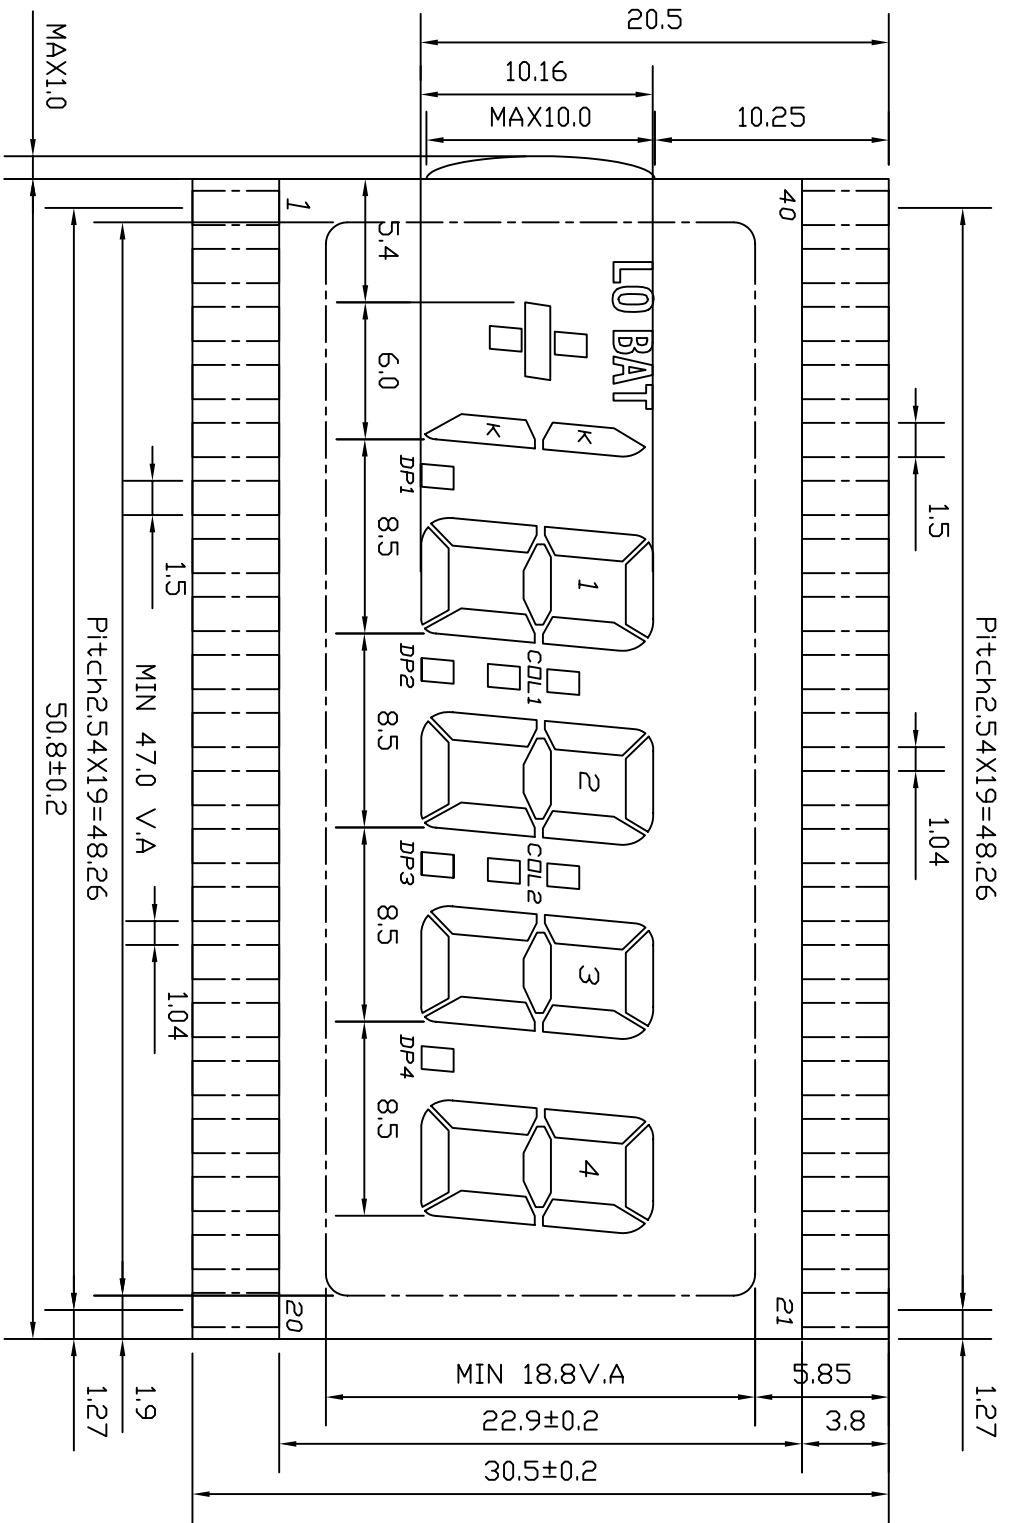 20.5
10.16
MAX10.0
10.25
MAX1.0
1
40
5.4
LO BAT
6.0
K
K
DP1
8.5
1
1.5
1.5
Pitch2.54X19=48.26
Pitch2.54X19=48.26
DP2
COL1
8.5
2
MIN 47.0 V.A
50.8±0.2
1.04
DP3
COL2
8.5
3
1.04
DP4
8.5
4
20
21
MIN 18.8V.A
5.85
22.9±0.2
3.8
30.5±0.2
1.9
1.27
1.27